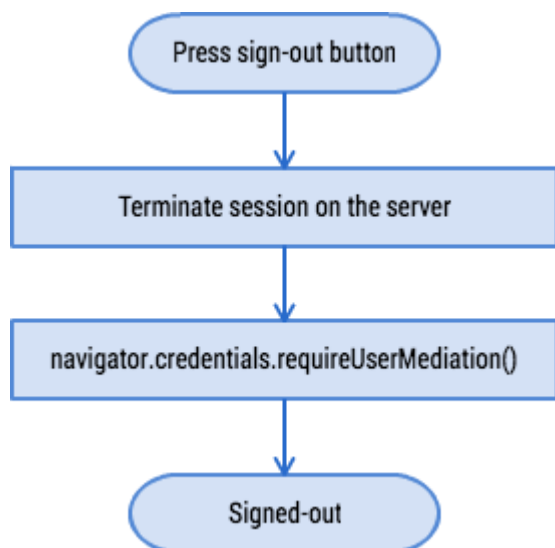 Press sign-out button
Terminate session on the server
navigator.credentials.requireUserMediation()
Signed-out